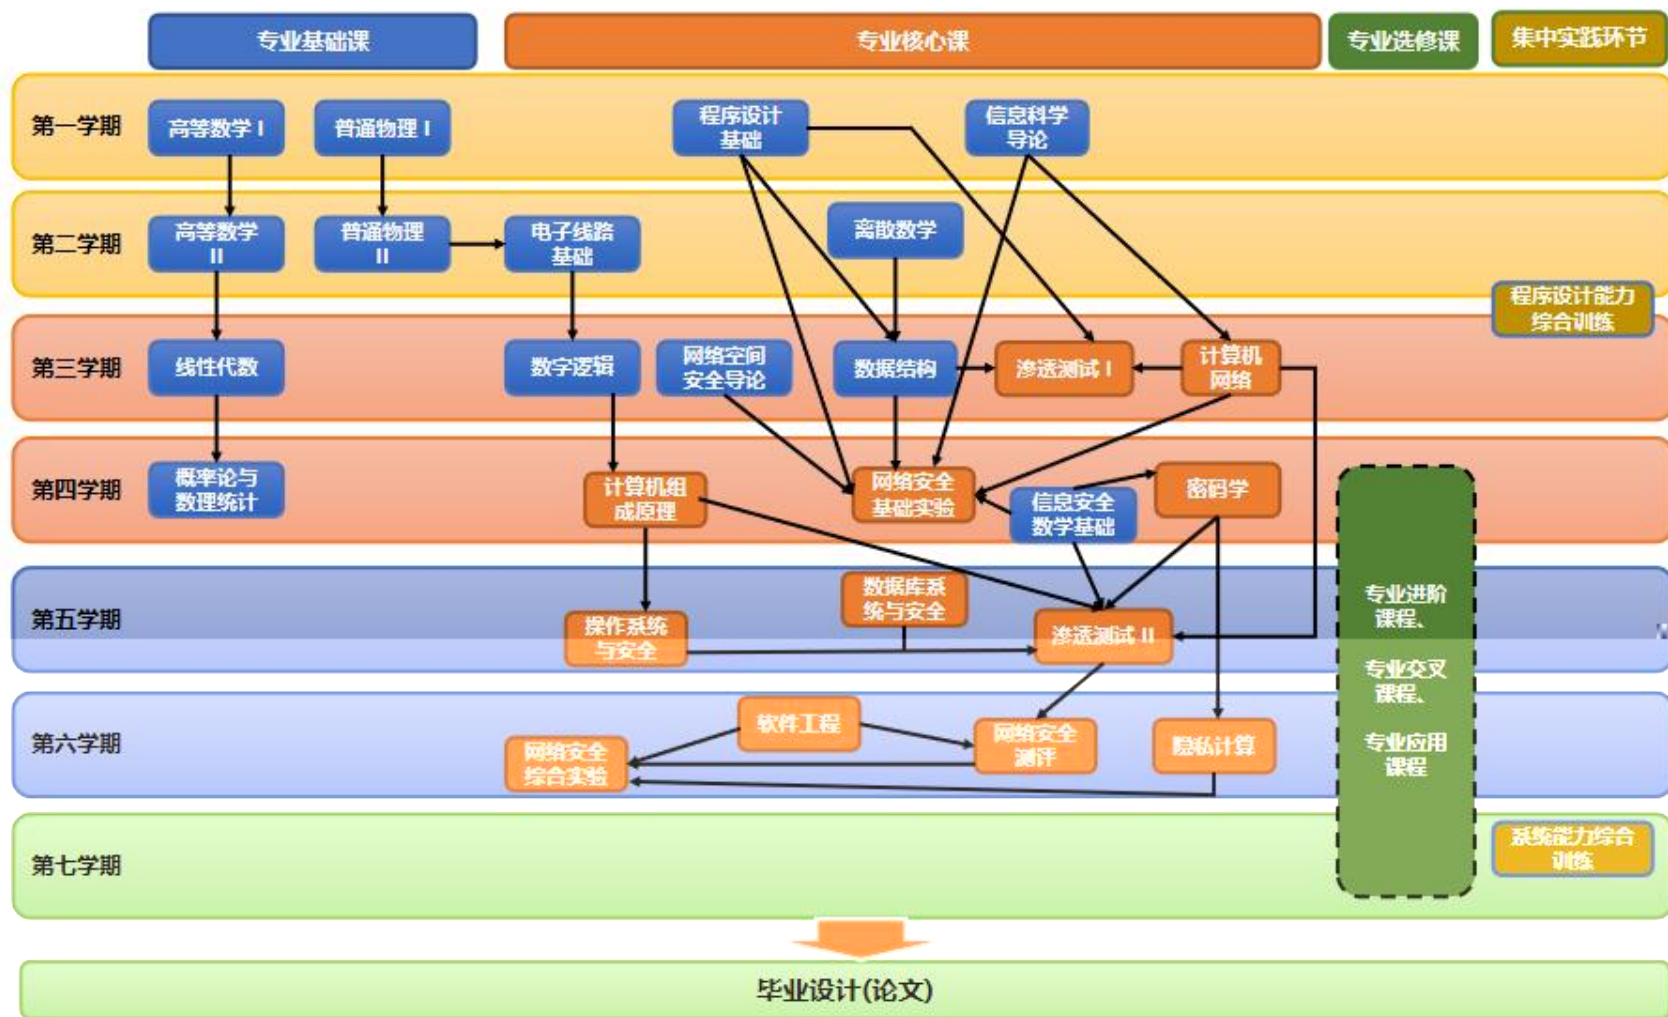 专业基础课
专业核心课
专业选修课
集中实践环节
第一学期
高等数学 I
普通物理 I
程序设计
基础
信息科学
导论
第二学期
高等数学
II
普通物理
II
电子线路
基础
离散数学
程序设计能力
综合训练
第三学期
线性代数
数字逻辑
网络空间
安全导论
数据结构
渗透测试 I
计算机
网络
第四学期
概率论与
数理统计
计算机组
成原理
网络安全
基础实验
信息安全
数学基础
密码学
专业进阶
课程、
专业交叉
课程、
专业应用
课程
第五学期
操作系统
与安全
数据库系
统与安全
渗透测试 II
第六学期
网络安全
综合实验
软件工程
网络安全
测评
隐私计算
第七学期
系统能力综合
训练
毕业设计(论文)